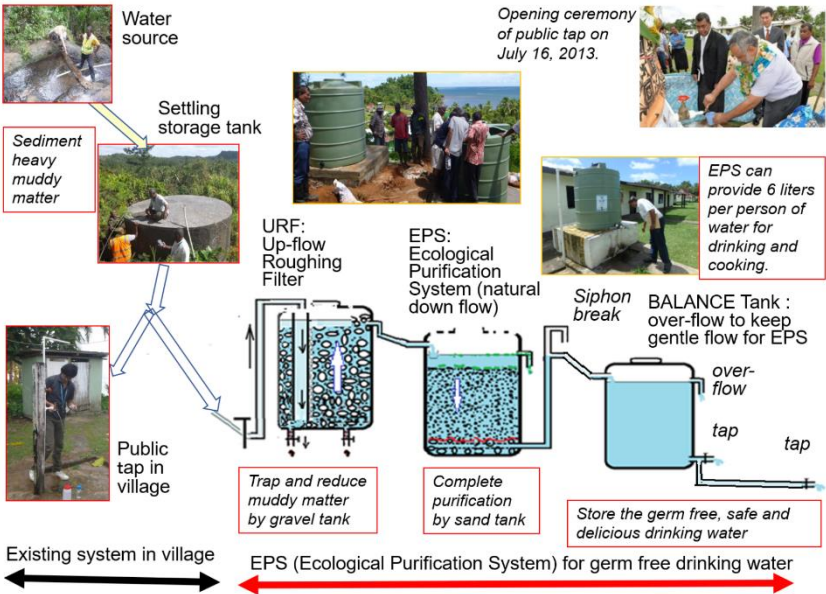 Water
source
Opening ceremony
of public tap on
July 16, 2013.
Settling
storage tank
Sediment
heavy
muddy
matter
EPS can
provide 6 liters
per person of
water for
drinking and
cooking.
URF:
Up-flow
Roughing
Filter
EPS:
Ecological
Purification
System (natural
down flow)
Siphon
break
BALANCE Tank :
over-flow to keep
gentle flow for EPS
over-
flow
tap
tap
Public
tap in
village
Trap and reduce
muddy matter
by gravel tank
Complete
purification
by sand tank
Store the germ free, safe and
delicious drinking water
Existing system in village
EPS (Ecological Purification System) for germ free drinking water